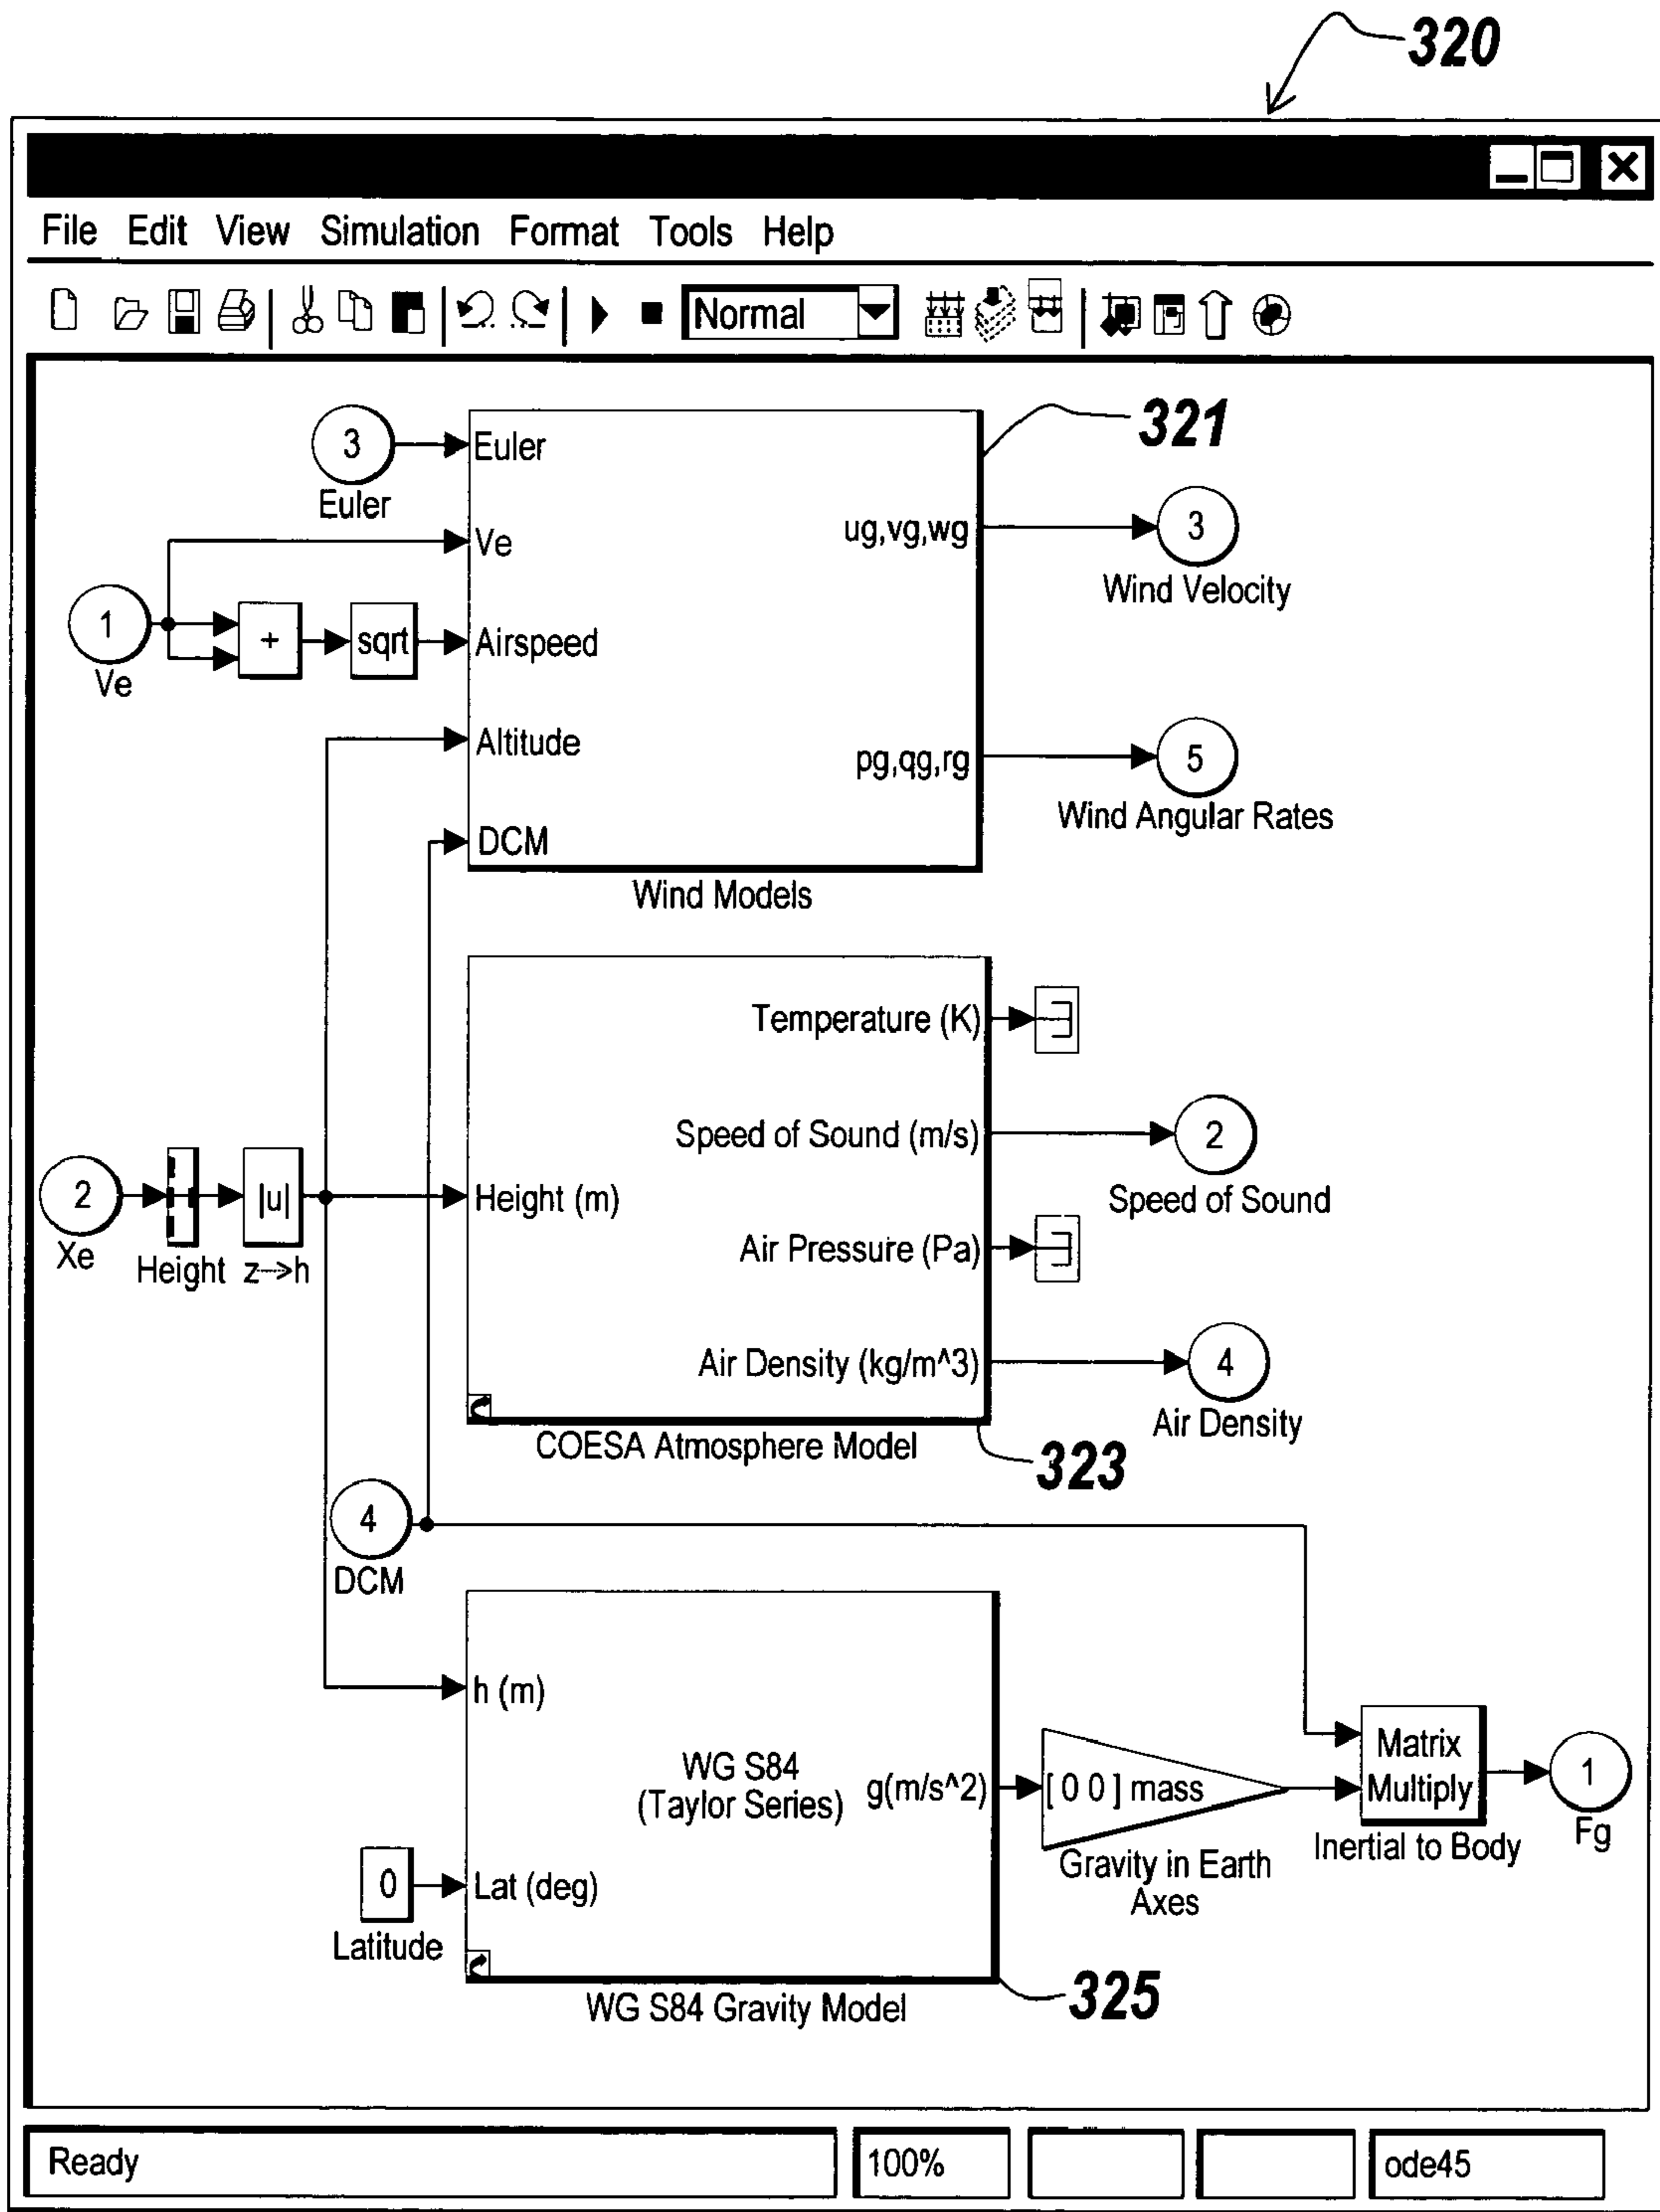 320
File Edit View Simulation Format Tools Help
Normal
3
Euler
Euler
321
ug,vg,wg
3
Wind Velocity
Ve
1
Ve
+
sqrt
Airspeed
Altitude
pg,qg,rg
5
Wind Angular Rates
DCM
Wind Models
Temperature (K)
Speed of Sound (m/s)
2
Speed of Sound
2
Xe
Height
|u|
z-->h
Height (m)
Air Pressure (Pa)
Air Density (kg/m^3)
4
Air Density
COESA Atmosphere Model
323
4
DCM
h (m)
WG S84
(Taylor Series)
g(m/s^2)
[ 0 0 ] mass
Gravity in Earth
Axes
Matrix
Multiply
Inertial to Body
1
Fg
0
Latitude
Lat (deg)
325
WG S84 Gravity Model
Ready
100%
ode45